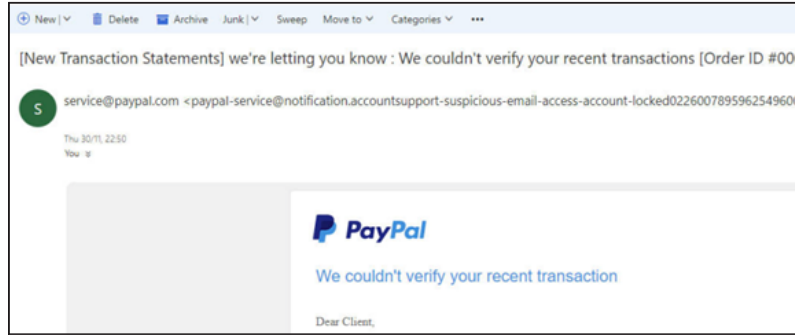 New Delete Archive Junk Sweep Move to Categories
[New Transaction Statements] we're letting you know : We couldn't verify your recent transactions [Order ID #00
S
service@paypal.com <paypal-service@notification.accountsupport-suspicious-email-access-account-locked0226007895962549600
Thu 30/11, 22:50
You
PayPal
We couldn't verify your recent transaction
Dear Client,